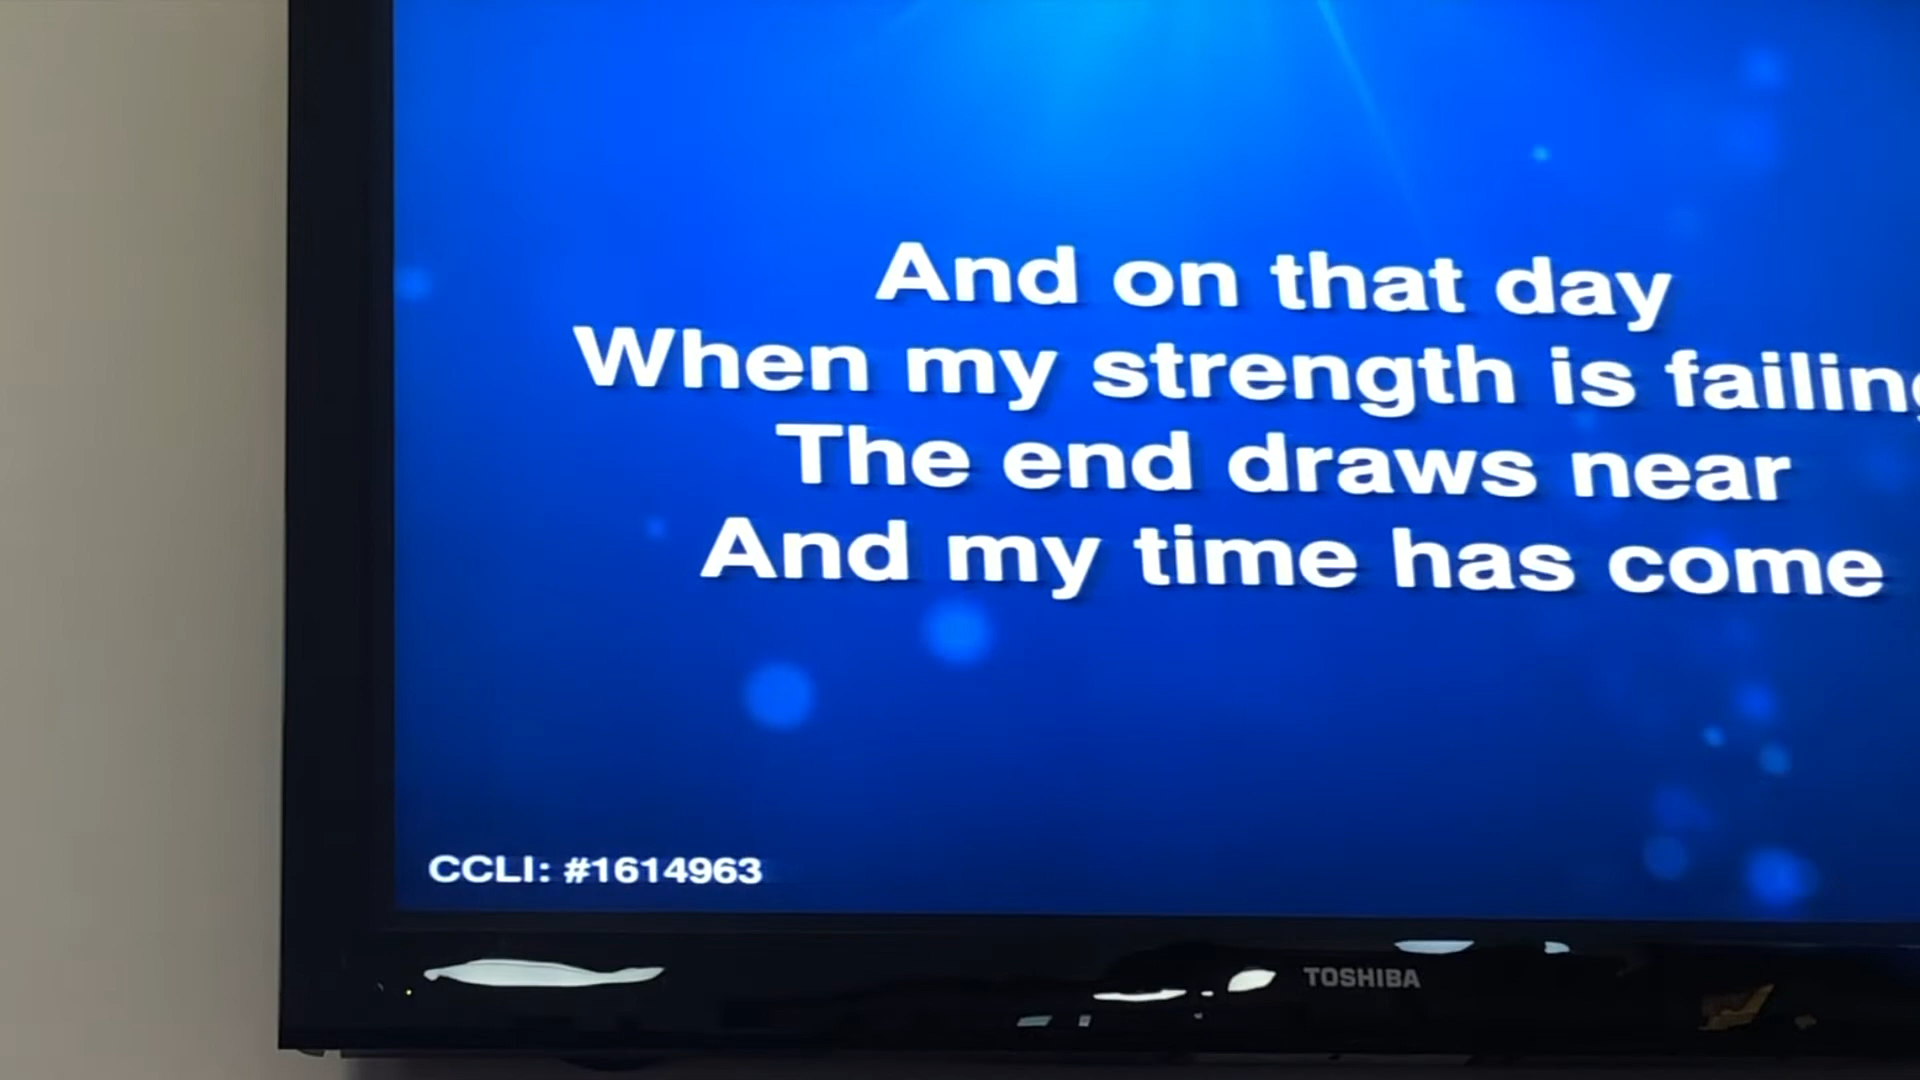 And on that day
When my strength is failing
The end draws near
And my time has come
CCLI: #1614963
TOSHIBA